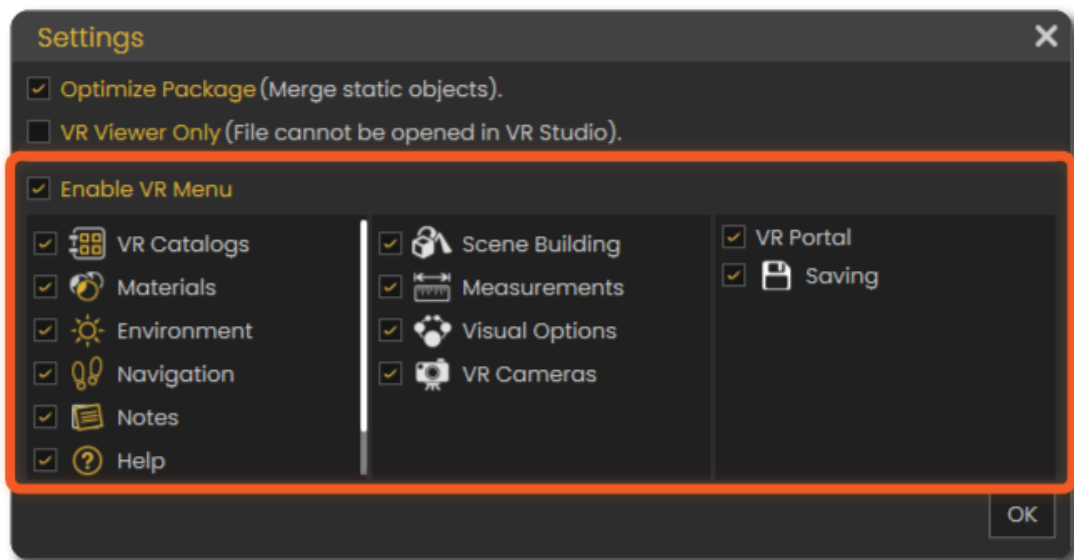 Settings
Optimize Package (Merge static objects).
VR Viewer Only (File cannot be opened in VR Studio).
Enable VR Menu
VR Catalogs
Materials
Environment
Navigation
Notes
Help
Scene Building
Measurements
Visual Options
VR Cameras
VR Portal
Saving
OK